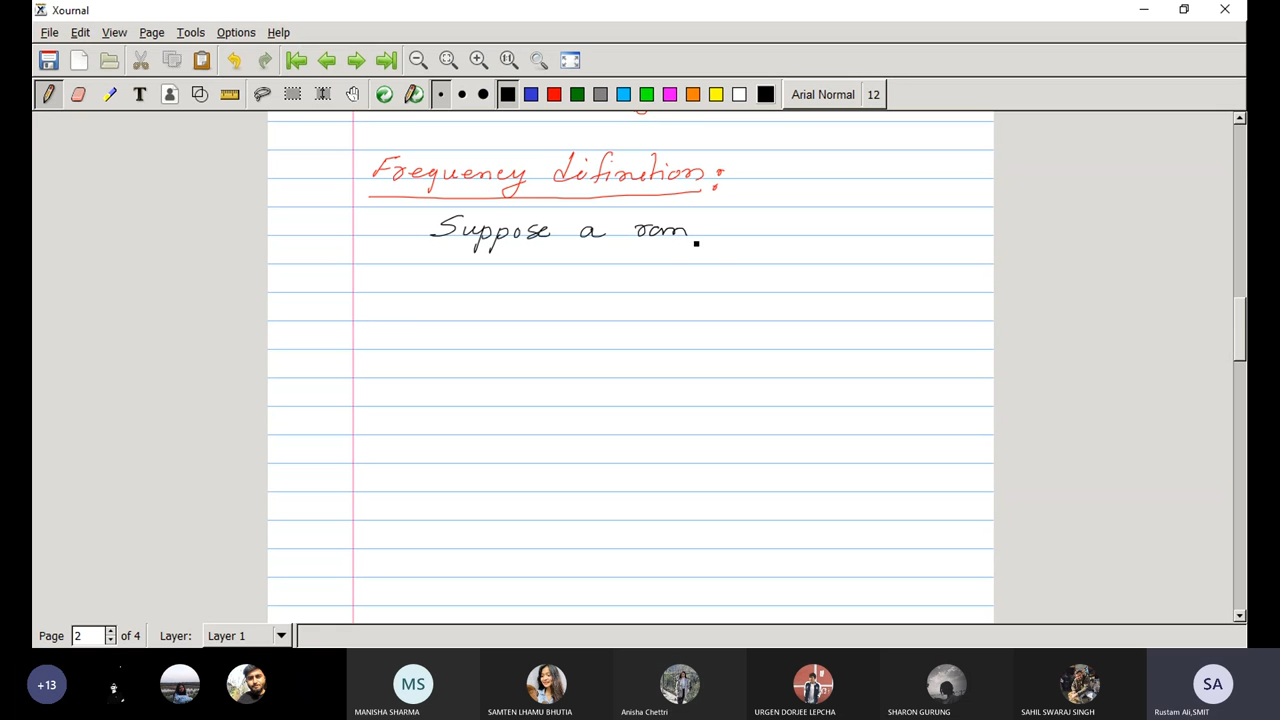 Xournal
File Edit View Page Tools Options Help
Arial Normal 12
Frequency difinetion:
Suppose a ram
Page 2 of 4 Layer: Layer 1
+13 MS SA
MANISHA SHARMA SAMTEN LHAMU BHUTIA Anisha Chettri URGEN DORJEE LEPCHA SHARON GURUNG SAHIL SWARAJ SINGH Rustam Ali,SMIT